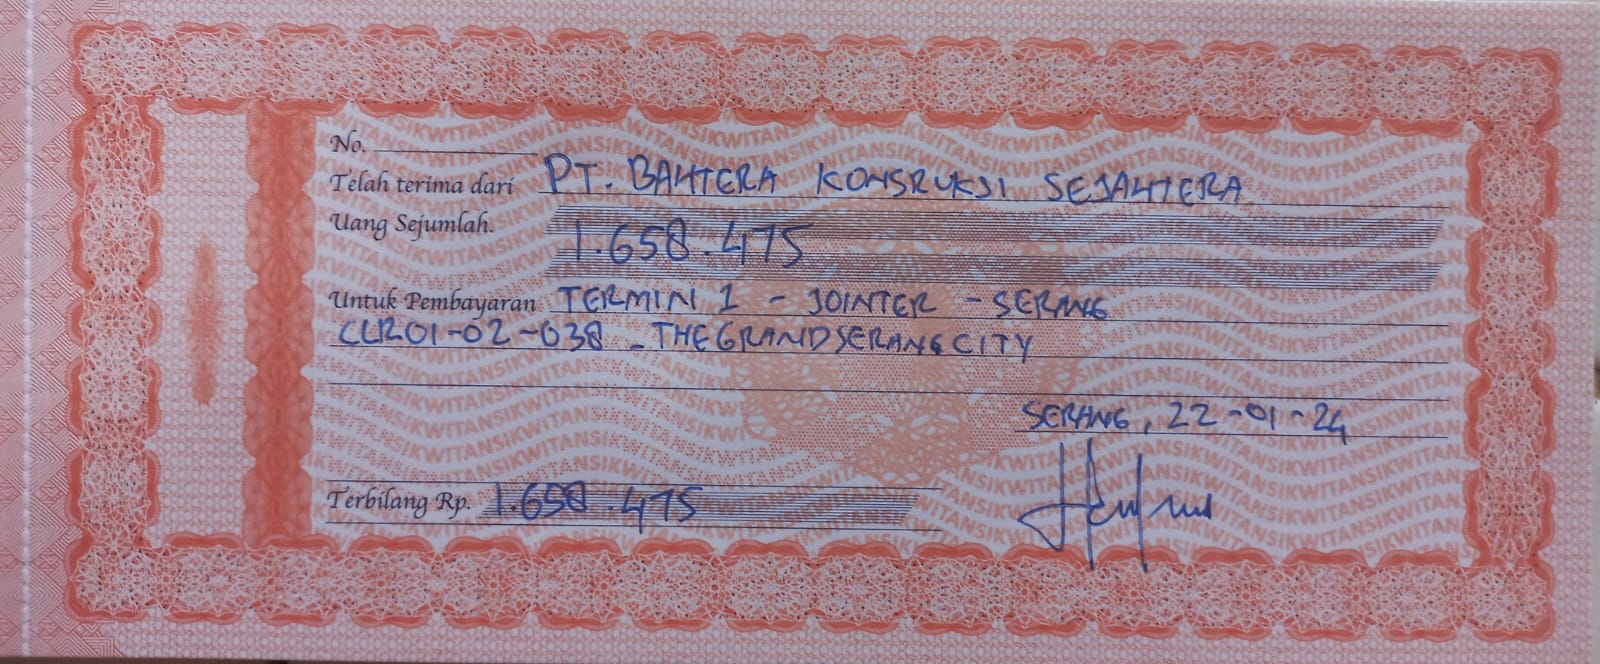 No.
Telah terima dari PT. BAHTERA KONSRUKSI SEJAHTERA
Uang Sejumlah. 1.658.475
Untuk Pembayaran TERMIN 1 - JOINTER - SERANG
CLR01-02-038 - THEGRANDSERANGCITY
SERANG, 22-01-24
Terbilang Rp. 1.658.475